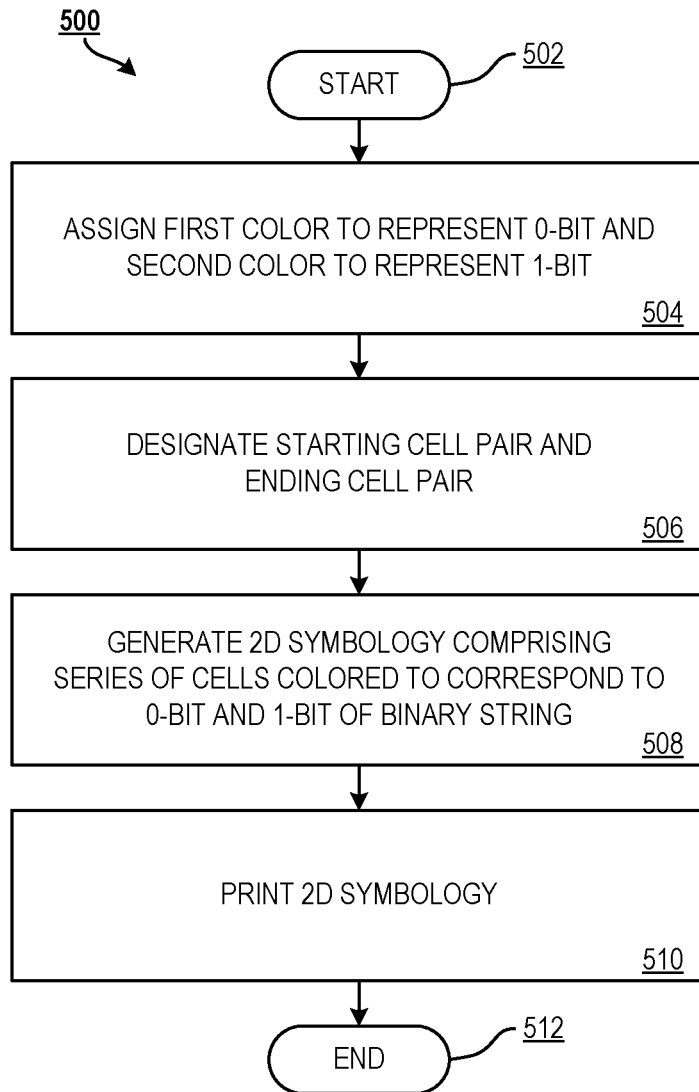 500
502
START
ASSIGN FIRST COLOR TO REPRESENT 0-BIT AND
SECOND COLOR TO REPRESENT 1-BIT
504
DESIGNATE STARTING CELL PAIR AND
ENDING CELL PAIR
506
GENERATE 2D SYMBOLOGY COMPRISING
SERIES OF CELLS COLORED TO CORRESPOND TO
0-BIT AND 1-BIT OF BINARY STRING
508
PRINT 2D SYMBOLOGY
510
512
END